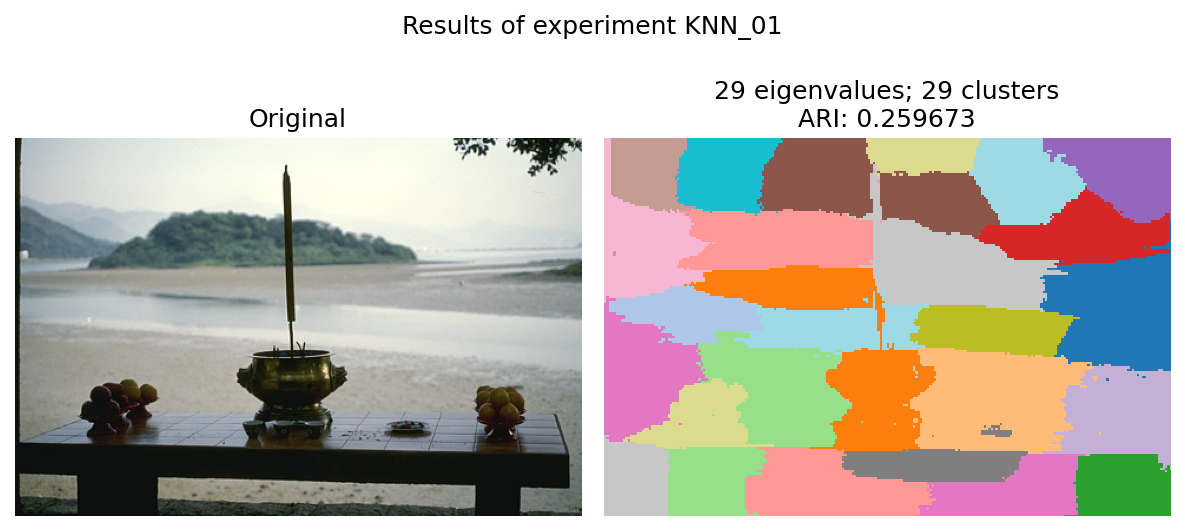 Results of experiment KNN_01
Original
29 eigenvalues; 29 clusters
ARI: 0.259673